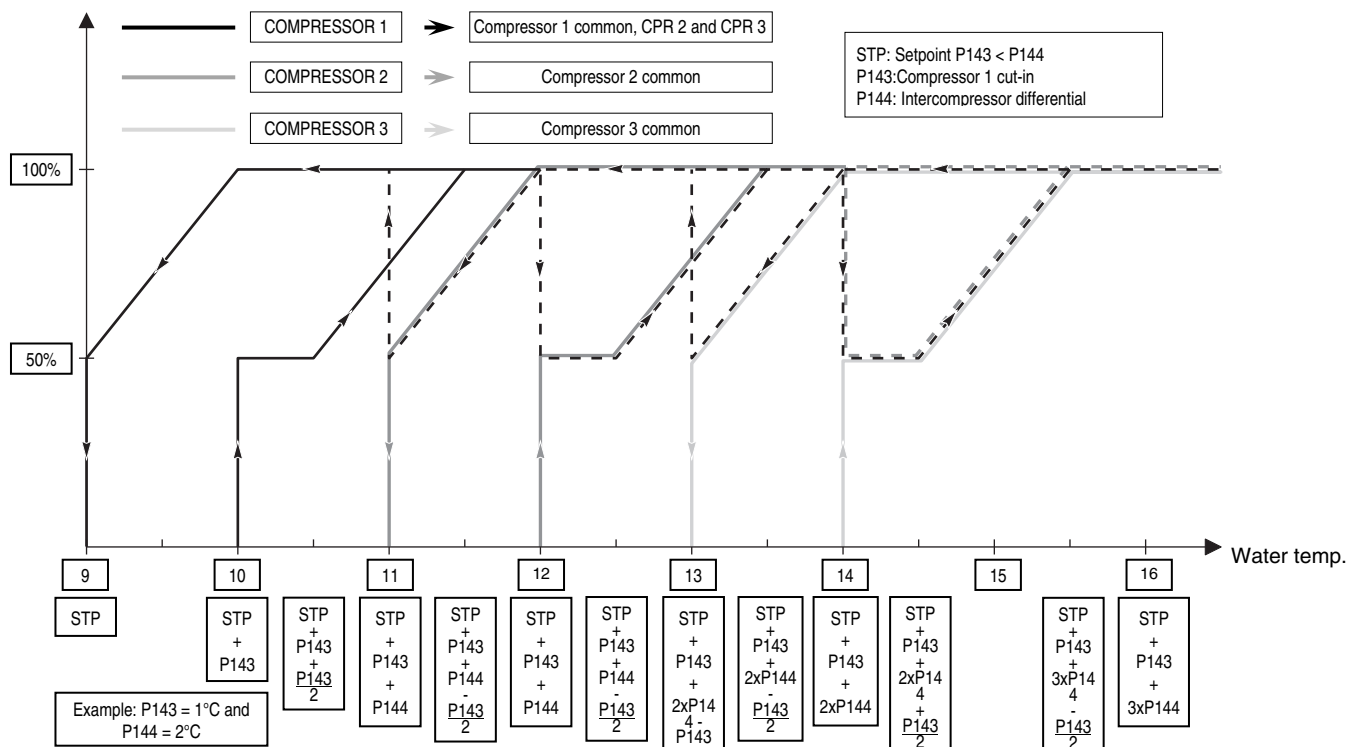 COMPRESSOR 1
Compressor 1 common, CPR 2 and CPR 3
COMPRESSOR 2
Compressor 2 common
COMPRESSOR 3
Compressor 3 common
STP: Setpoint P143 < P144
P143:Compressor 1 cut-in
P144: Intercompressor differential
100%
50%
Water temp.
9
10
11
12
13
14
15
16
STP
STP
+
P143
STP
+
P143
+
P143
2
STP
+
P143
+
P144
STP
+
P143
+
P144
-
P143
2
STP
+
P143
+
P144
STP
+
P143
+
P144
-
P143
2
STP
+
P143
+
2xP14
4 -
P143
STP
+
P143
+
2xP144
-
P143
2
STP
+
P143
+
2xP144
STP
+
P143
+
2xP14
4
+
P143
2
STP
+
P143
+
3xP14
4
-
P143
2
STP
+
P143
+
3xP144
Example: P143 = 1°C and
P144 = 2°C